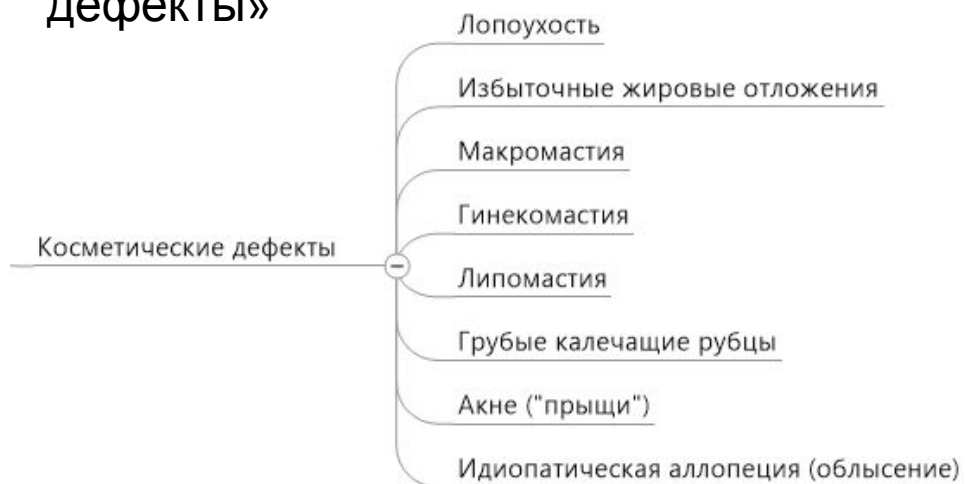 дефекты»
Лопоухость
Избыточные жировые отложения
Макромастия
Гинекомастия
Косметические дефекты
Липомастия
Грубые калечащие рубцы
Акне ("прыщи")
Идиопатическая аллопеция (облысение)